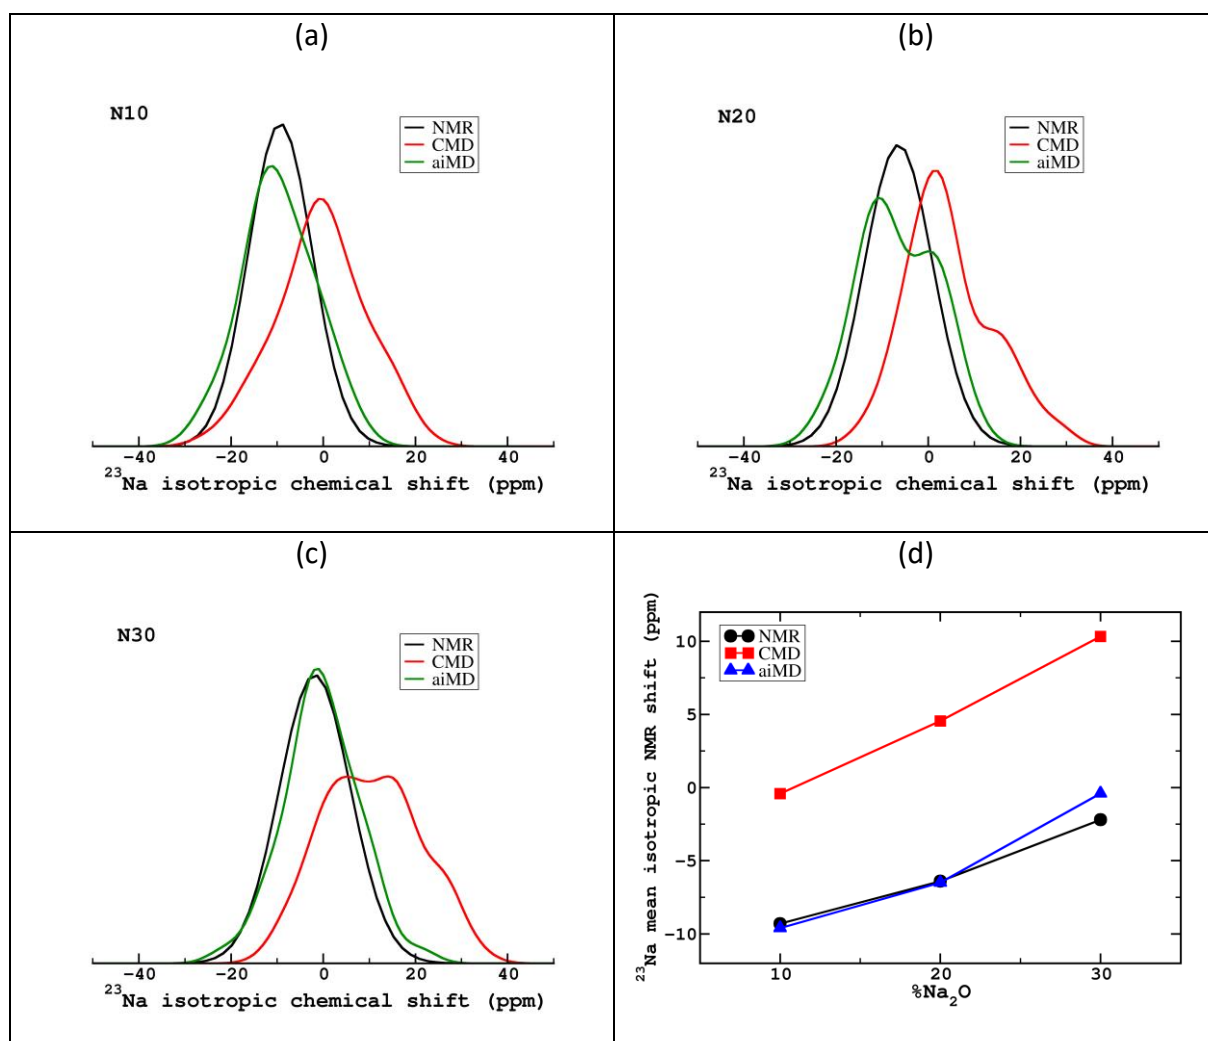 (a)
N10
NMR
CMD
aiMD
−40 −20 0 20 40
²³Na isotropic chemical shift (ppm)
(b)
N20
NMR
CMD
aiMD
−40 −20 0 20 40
²³Na isotropic chemical shift (ppm)
(c)
N30
NMR
CMD
aiMD
−40 −20 0 20 40
²³Na isotropic chemical shift (ppm)
(d)
²³Na mean isotropic NMR shift (ppm)
NMR
CMD
aiMD
10
5
0
−5
−10
10 20 30
%Na₂O